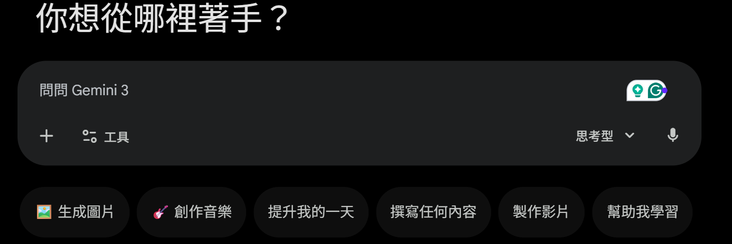 你想從哪裡著手？
問問 Gemini 3
工具
思考型
生成圖片
創作音樂
提升我的一天
撰寫任何內容
製作影片
幫助我學習